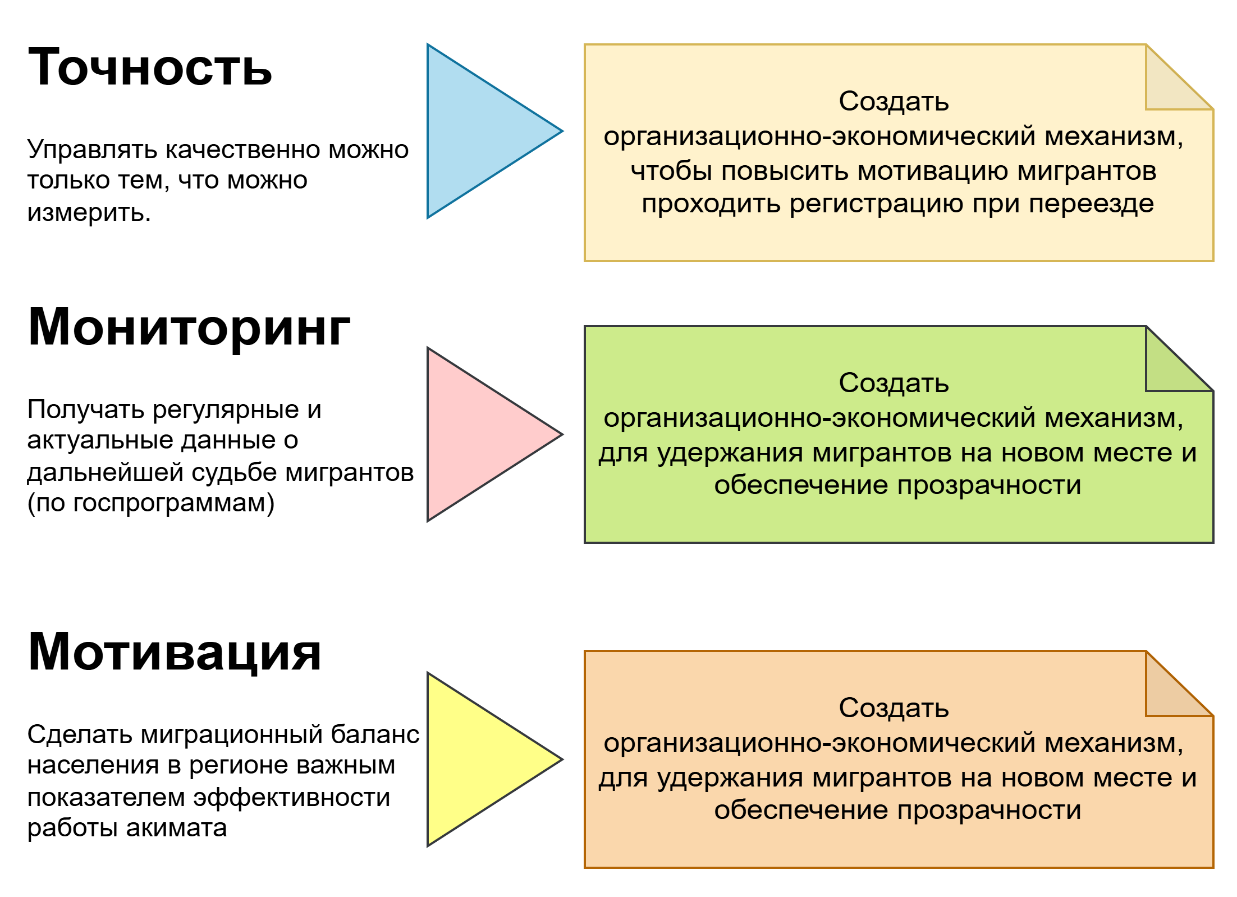 Точность
Управлять качественно можно
только тем, что можно
измерить.
Создать
организационно-экономический механизм,
чтобы повысить мотивацию мигрантов
проходить регистрацию при переезде
Мониторинг
Получать регулярные и
актуальные данные о
дальнейшей судьбе мигрантов
(по госпрограммам)
Создать
организационно-экономический механизм,
для удержания мигрантов на новом месте и
обеспечение прозрачности
Мотивация
Сделать миграционный баланс
населения в регионе важным
показателем эффективности
работы акимата
Создать
организационно-экономический механизм,
для удержания мигрантов на новом месте и
обеспечение прозрачности